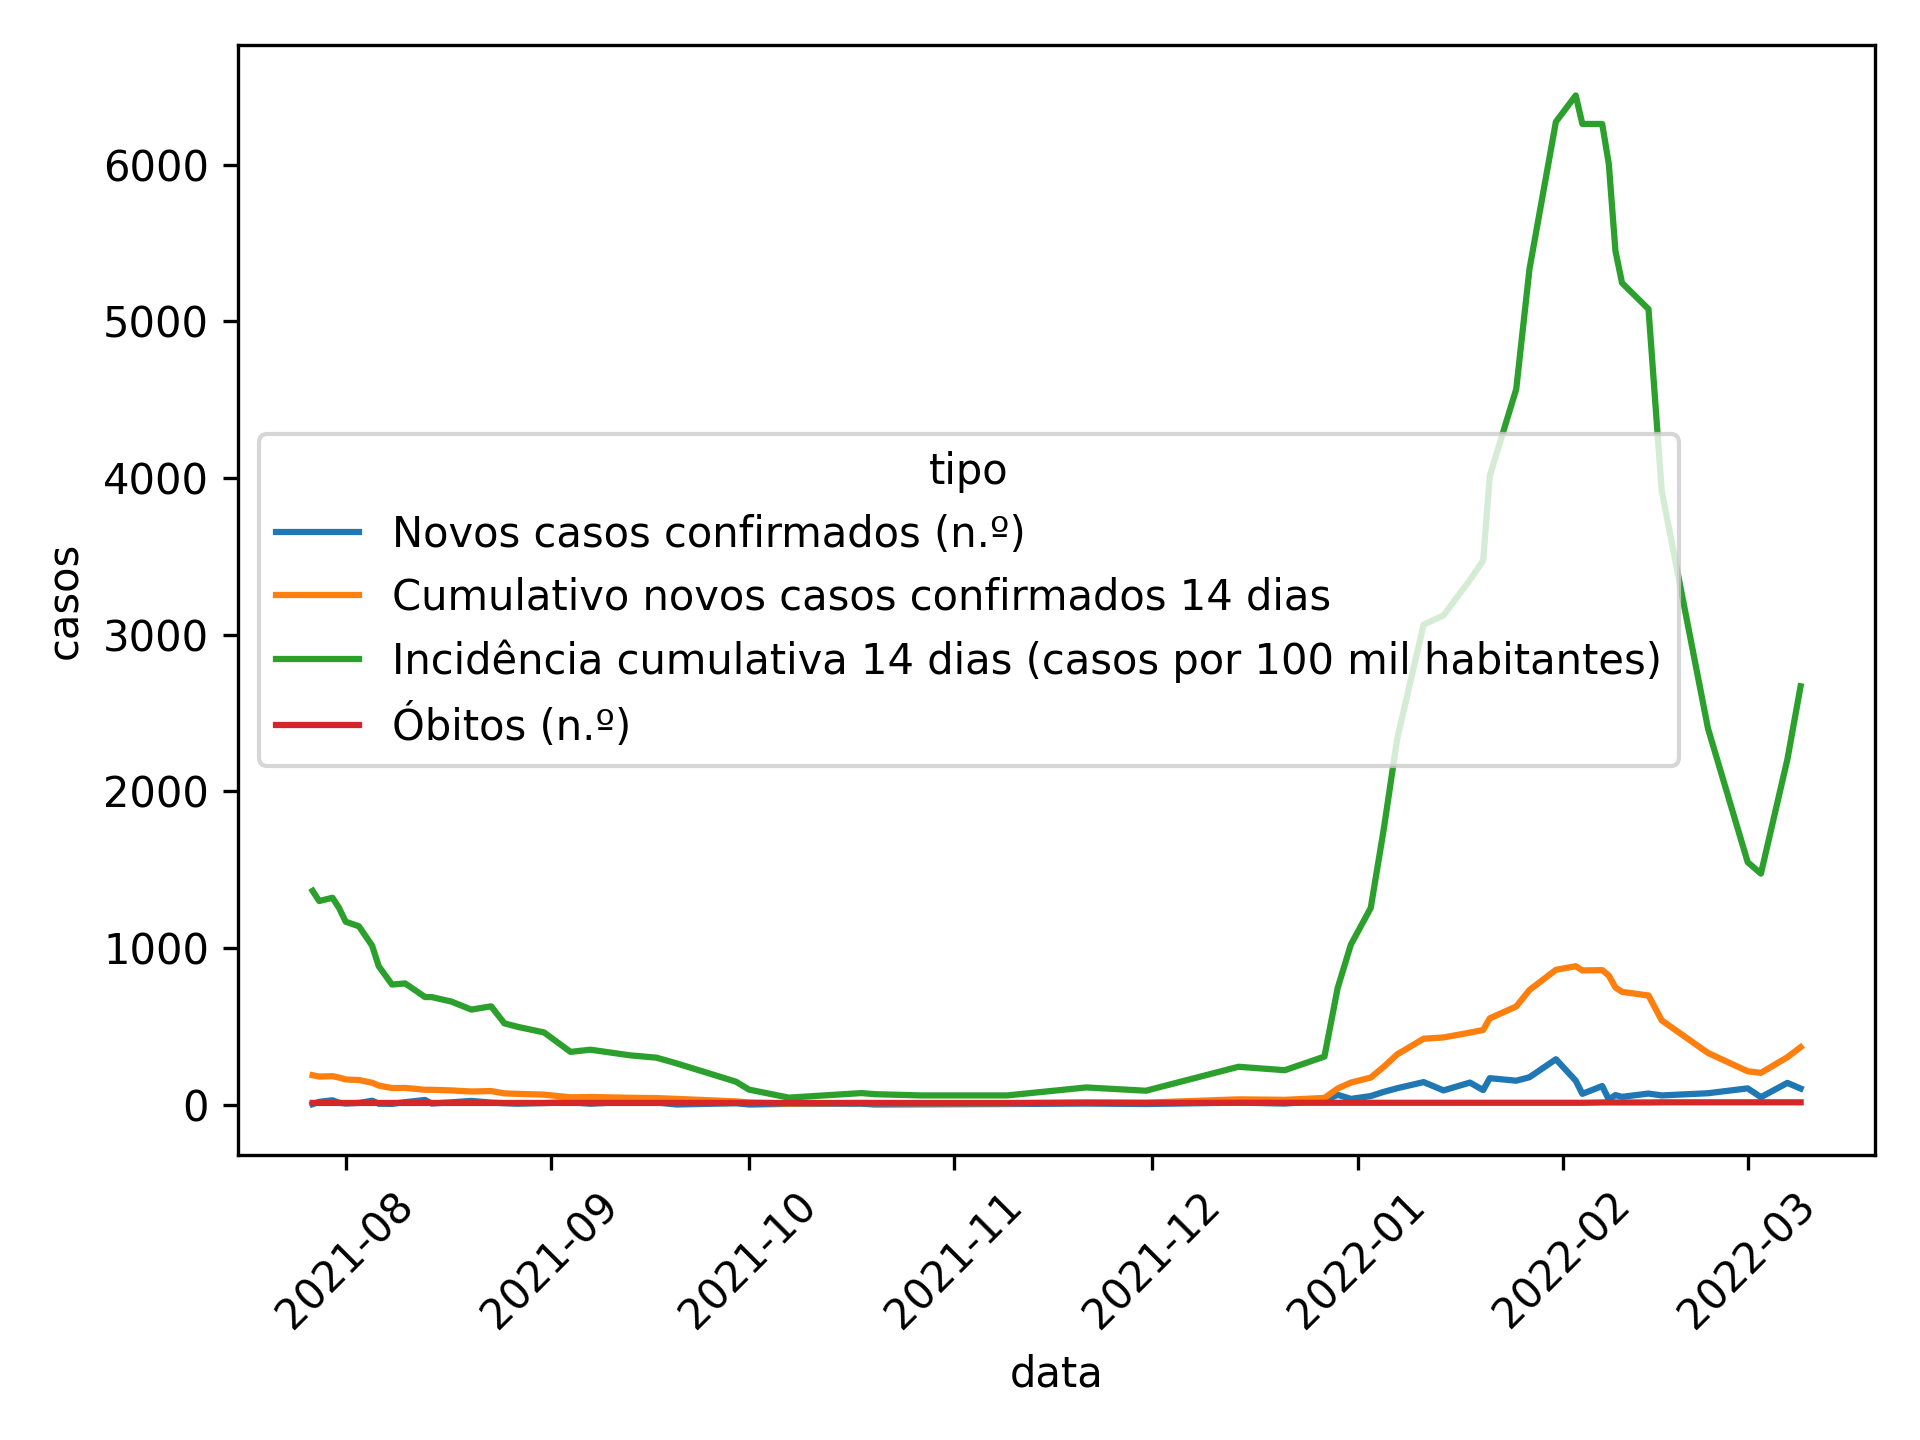 6000
5000
4000
3000
2000
1000
0
casos
tipo
Novos casos confirmados (n.º)
Cumulativo novos casos confirmados 14 dias
Incidência cumulativa 14 dias (casos por 100 mil habitantes)
Óbitos (n.º)
2021-08
2021-09
2021-10
2021-11
2021-12
2022-01
2022-02
2022-03
data